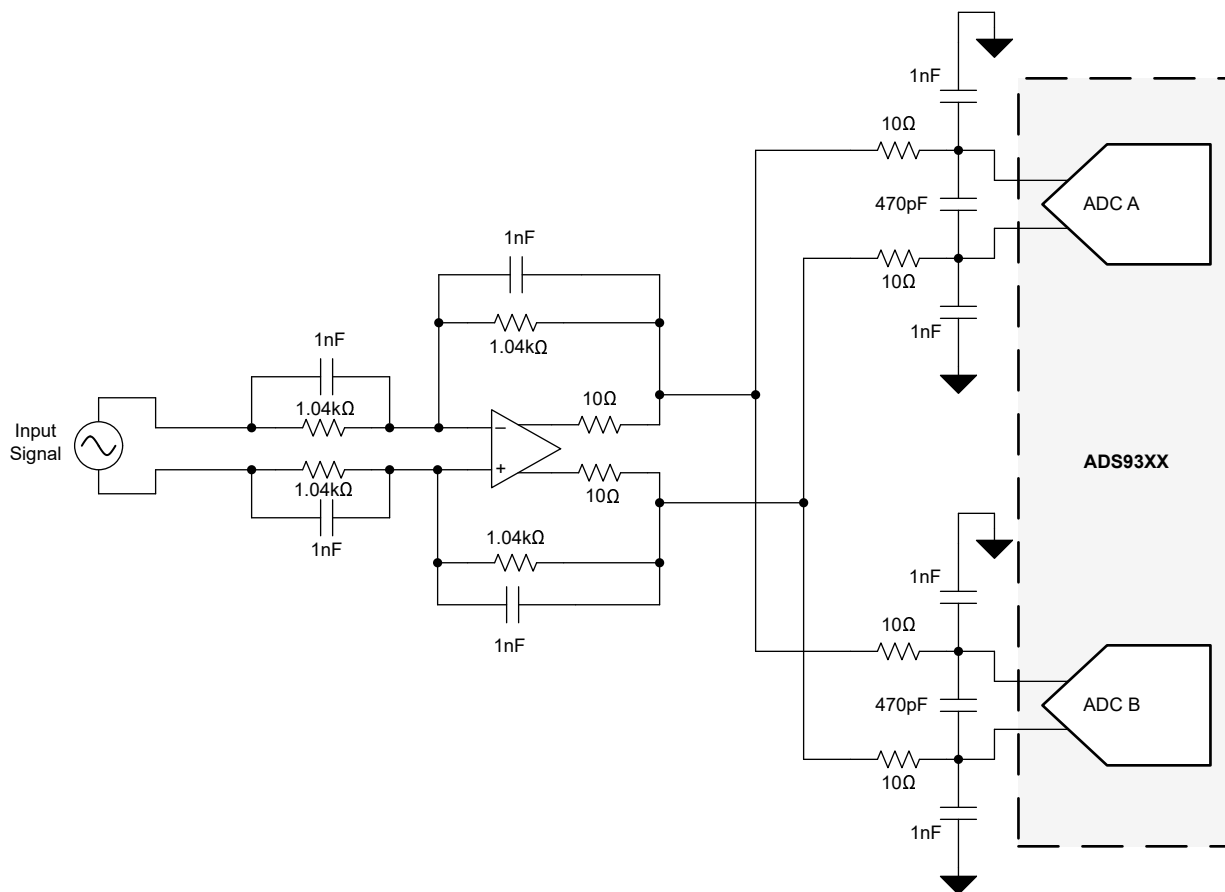 1nF
10Ω
470pF
ADC A
10Ω
1nF
1nF
1.04kΩ
1nF
1.04kΩ
10Ω
Input
Signal
1.04kΩ
1nF
10Ω
1.04kΩ
1nF
ADS93XX
1nF
10Ω
470pF
ADC B
10Ω
1nF
−
+